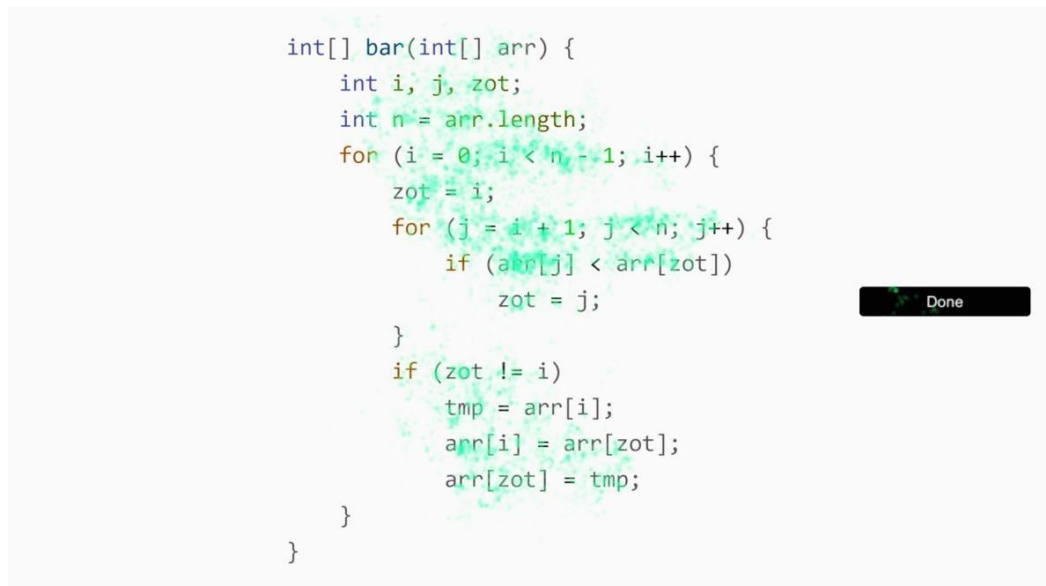 int[] bar(int[] arr) {
    int i, j, zot;
    int n = arr.length;
    for (i = 0; i < n - 1; i++) {
        zot = i;
        for (j = i + 1; j < n; j++) {
            if (arr[j] < arr[zot])
                zot = j;
        }
        if (zot != i)
            tmp = arr[i];
            arr[i] = arr[zot];
            arr[zot] = tmp;
    }
}
Done